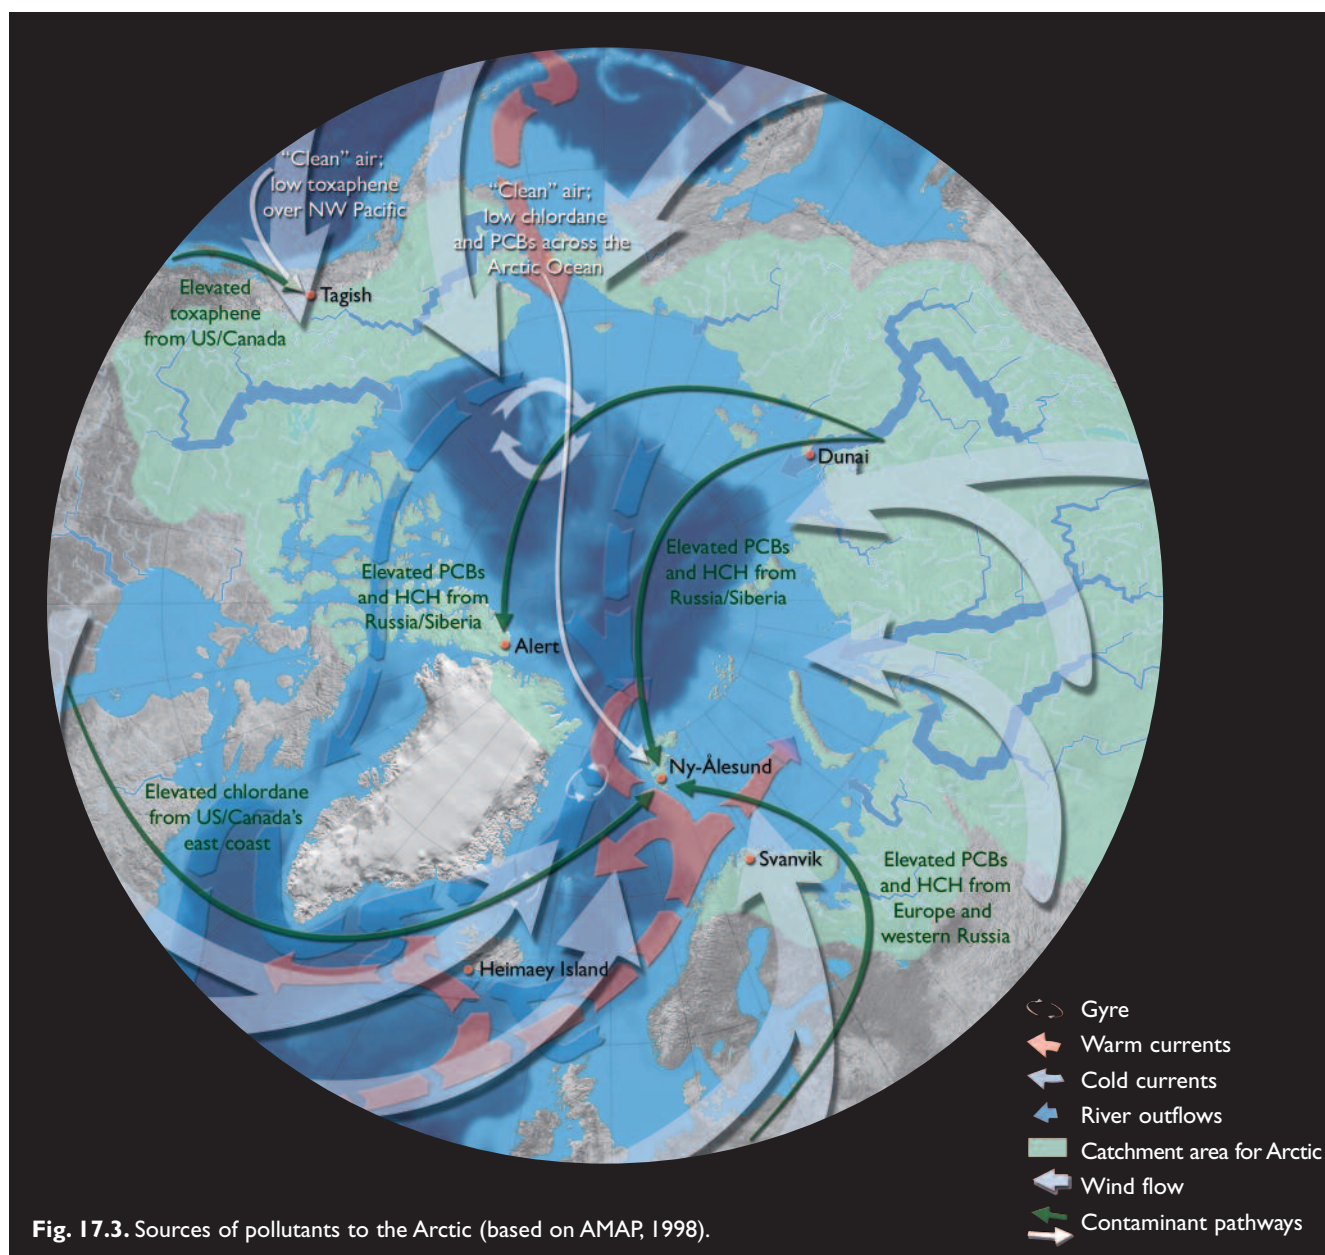 “Clean” air;
low toxaphene
over NW Pacific
“Clean” air;
low chlordane
and PCBs across the
Arctic Ocean
Elevated
toxaphene
from US/Canada
Tagish
Dunai
Elevated PCBs
and HCH from
Russia/Siberia
Elevated PCBs
and HCH from
Russia/Siberia
Alert
Ny-Ålesund
Elevated chlordane
from US/Canada’s
east coast
Svanvik
Elevated PCBs
and HCH from
Europe and
western Russia
Heimaey Island
Gyre
Warm currents
Cold currents
River outflows
Catchment area for Arctic
Wind flow
Contaminant pathways
Fig. 17.3. Sources of pollutants to the Arctic (based on AMAP, 1998).